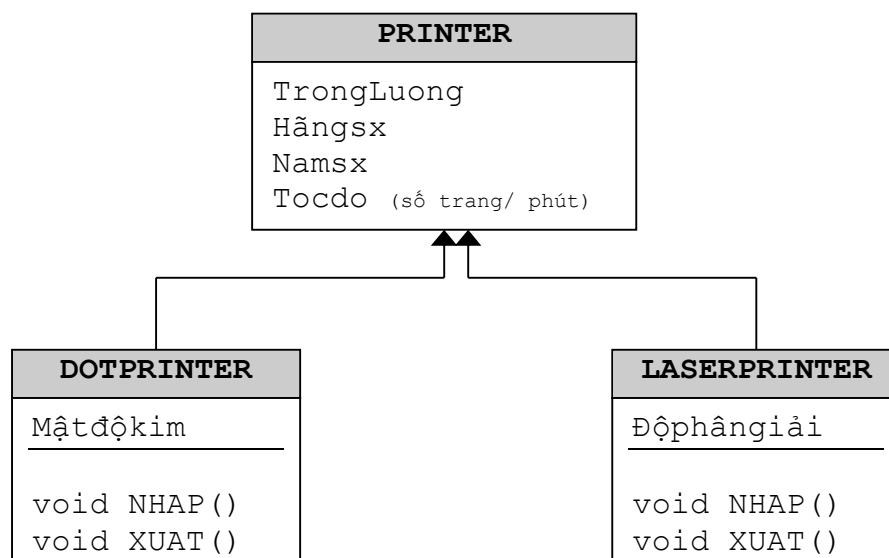 PRINTER
TrongLuong
Hãngsx
Namsx
Tocdo (số trang/ phút)
DOTPRINTER
Mậtđộkim
void NHAP()
void XUAT()
LASERPRINTER
Độphângiải
void NHAP()
void XUAT()